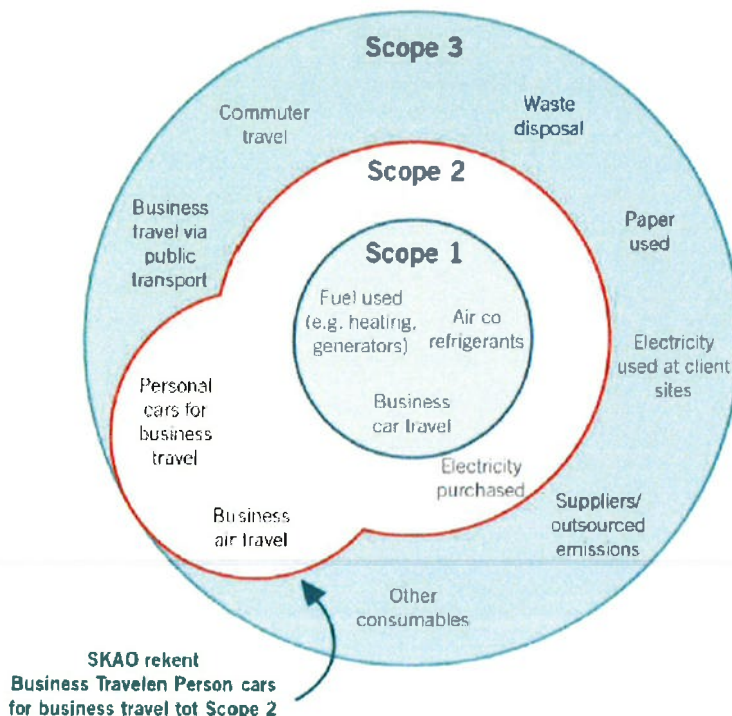 Scope 3
Commuter
travel
Waste
disposal
Scope 2
Business
travel via
public
transport
Paper
used
Scope 1
Fuel used
(e.g. heating,
generators)
Air co
refrigerants
Electricity
used at client
sites
Business
car travel
Personal
cars for
business
travel
Electricity
purchased
Business
air travel
Suppliers/
outsourced
emissions
Other
consumables
SKAO rekent
Business Travelen Person cars
for business travel tot Scope 2